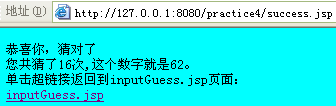 地址(D) http://127.0.0.1:8080/practice4/success.jsp
恭喜你，猜对了
您共猜了16次,这个数字就是62。
单击超链接返回到inputGuess.jsp页面：
inputGuess.jsp